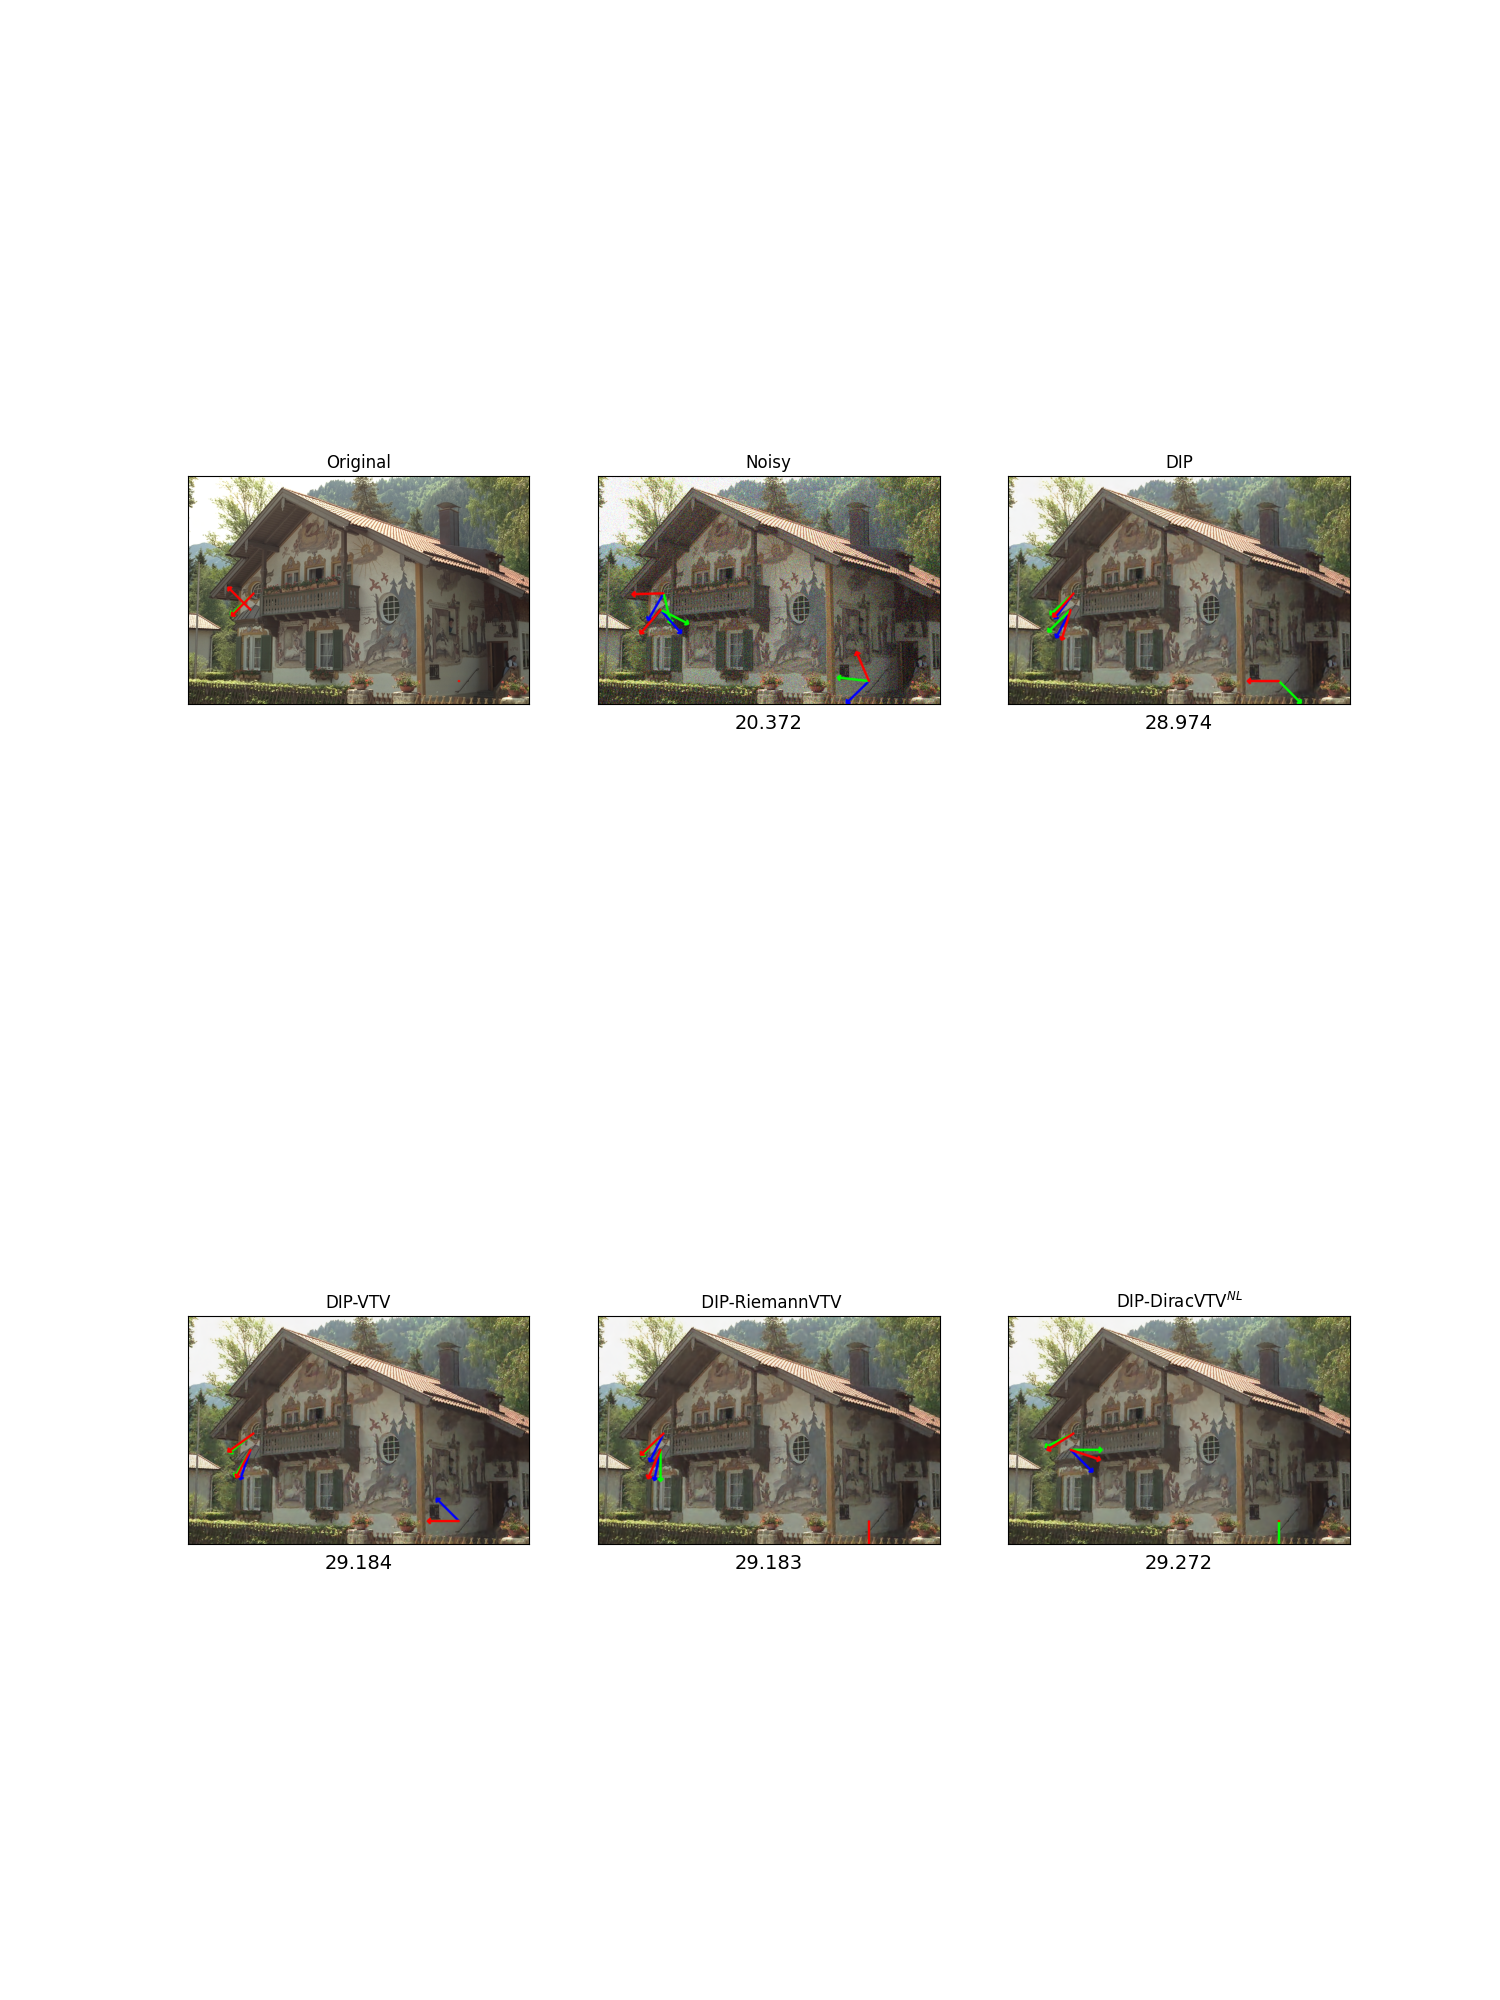 Original
Noisy
DIP
20.372
28.974
DIP-VTV
DIP-RiemannVTV
DIP-DiracVTV^NL
29.184
29.183
29.272